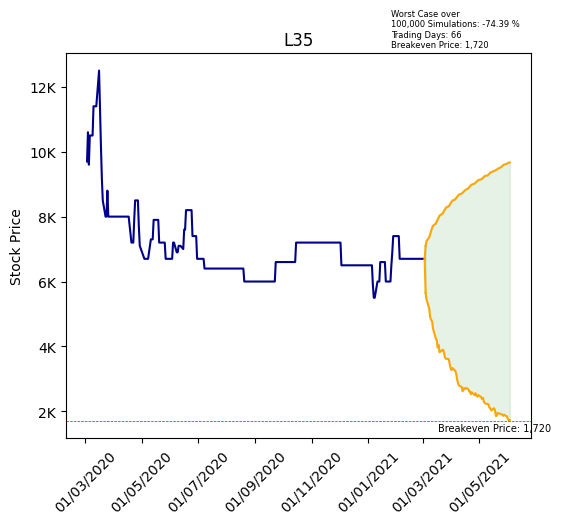 Worst Case over
100,000 Simulations: -74.39 %
Trading Days: 66
Breakeven Price: 1,720
L35
Stock Price
12K
10K
8K
6K
4K
2K
Breakeven Price: 1,720
01/03/2020
01/05/2020
01/07/2020
01/09/2020
01/11/2020
01/01/2021
01/03/2021
01/05/2021